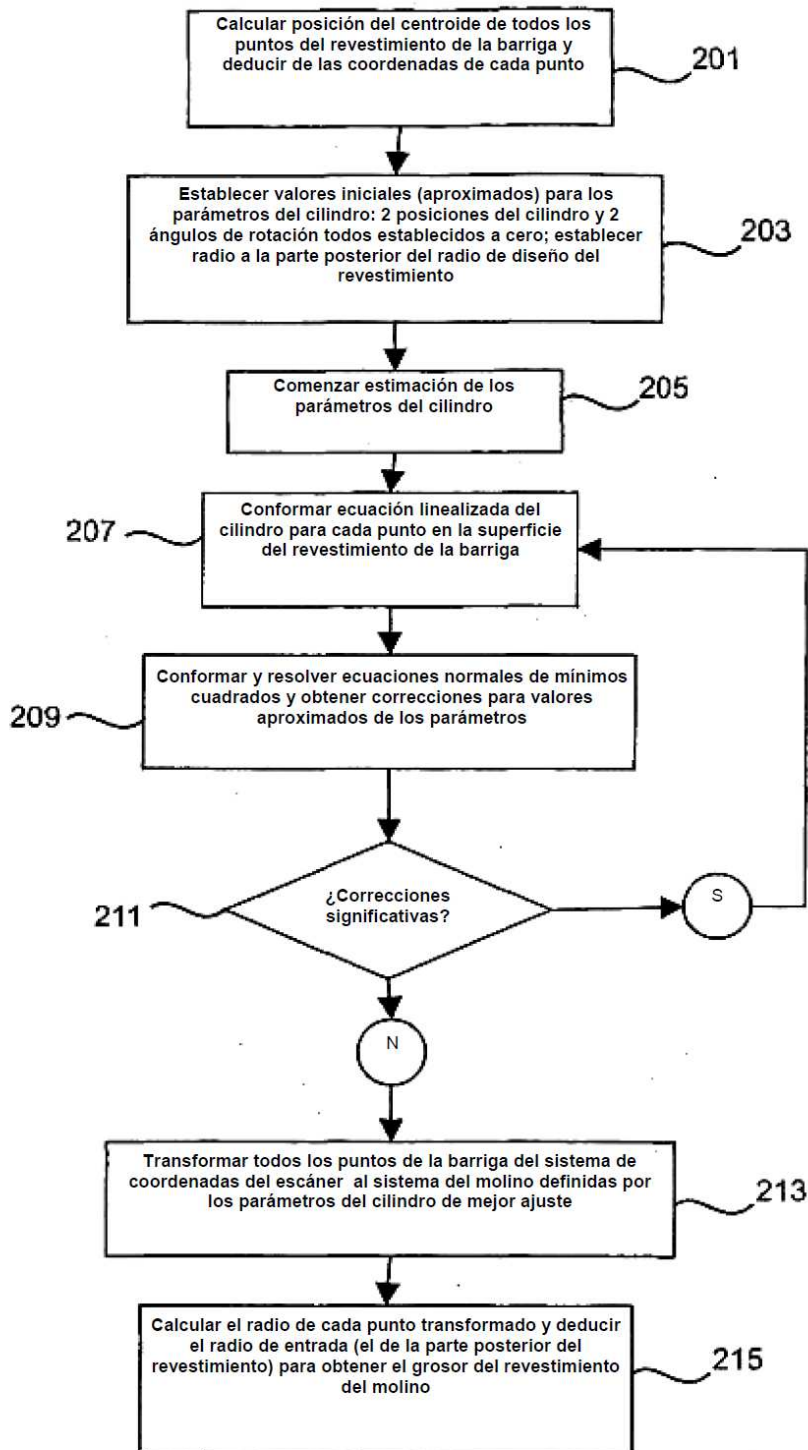 Calcular posición del centroide de todos los
puntos del revestimiento de la barriga y
deducir de las coordenadas de cada punto
201
Establecer valores iniciales (aproximados) para los
parámetros del cilindro: 2 posiciones del cilindro y 2
ángulos de rotación todos establecidos a cero; establecer
radio a la parte posterior del radio de diseño del
revestimiento
203
Comenzar estimación de los
parámetros del cilindro
205
Conformar ecuación linealizada del
cilindro para cada punto en la superficie
del revestimiento de la barriga
207
Conformar y resolver ecuaciones normales de mínimos
cuadrados y obtener correcciones para valores
aproximados de los parámetros
209
¿Correcciones
significativas?
211
S
N
Transformar todos los puntos de la barriga del sistema de
coordenadas del escáner al sistema del molino definidas por
los parámetros del cilindro de mejor ajuste
213
Calcular el radio de cada punto transformado y deducir
el radio de entrada (el de la parte posterior del
revestimiento) para obtener el grosor del revestimiento
del molino
215